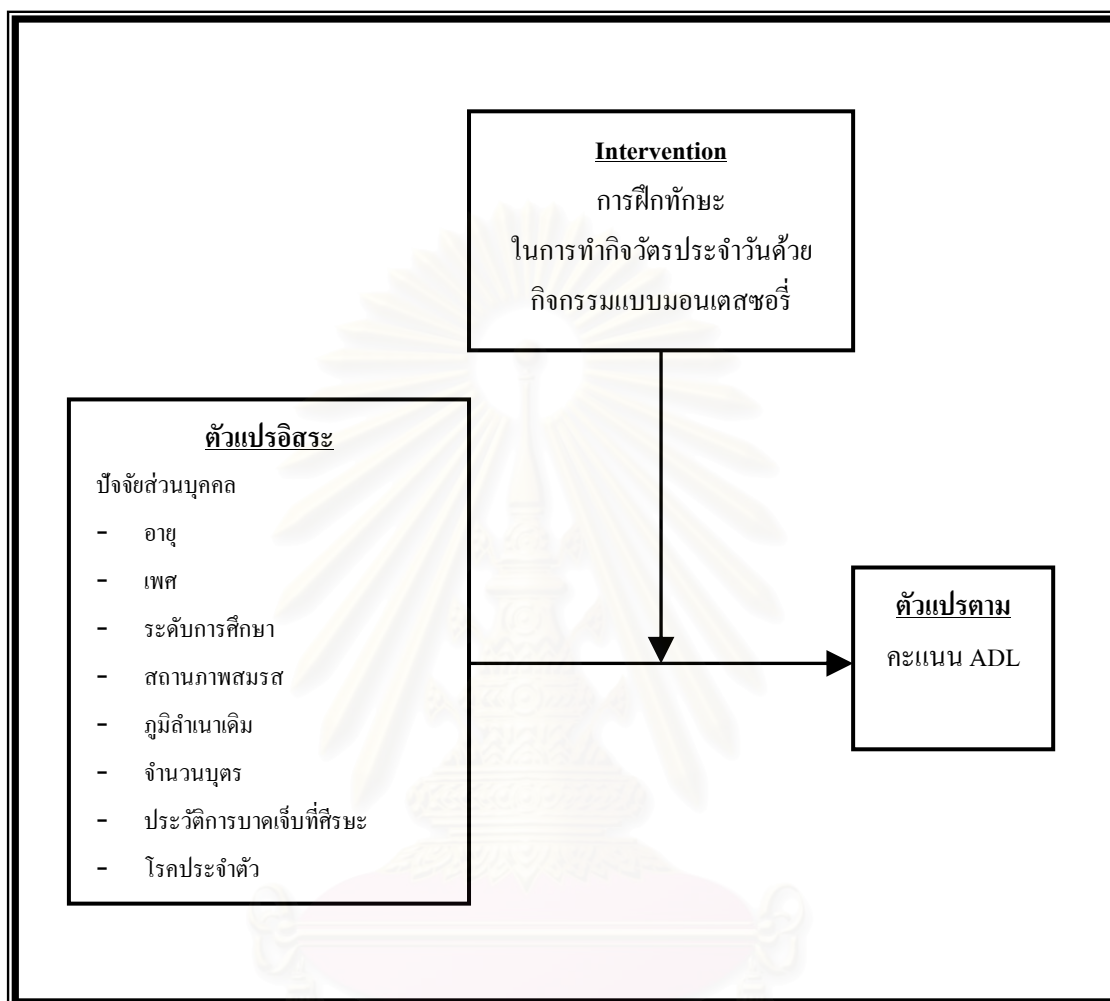 Intervention
การฝึกทักษะ
ในการทำกิจวัตรประจำวันด้วย
กิจกรรมแบบมอนเตสซอรี่
ตัวแปรอิสระ
ปัจจัยส่วนบุคคล
- อายุ
- เพศ
- ระดับการศึกษา
- สถานภาพสมรส
- ภูมิลำเนาเดิม
- จำนวนบุตร
- ประวัติการบาดเจ็บที่ศีรษะ
- โรคประจำตัว
ตัวแปรตาม
คะแนน ADL